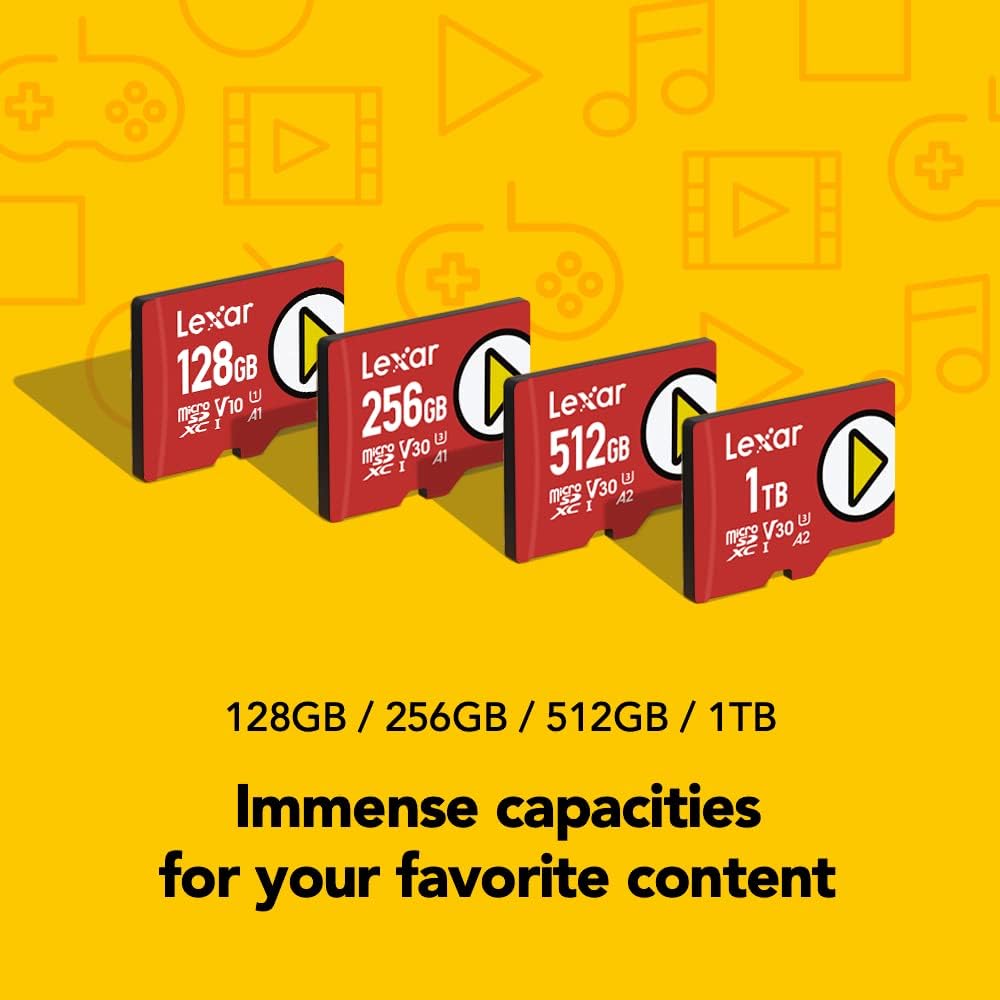 Lexar
128GB
micro SD XC I V10 U1 A1
Lexar
256GB
micro SD XC I V30 U3 A1
Lexar
512GB
micro SD XC I V30 U3 A2
Lexar
1TB
micro SD XC I V30 U3 A2
128GB / 256GB / 512GB / 1TB
Immense capacities
for your favorite content